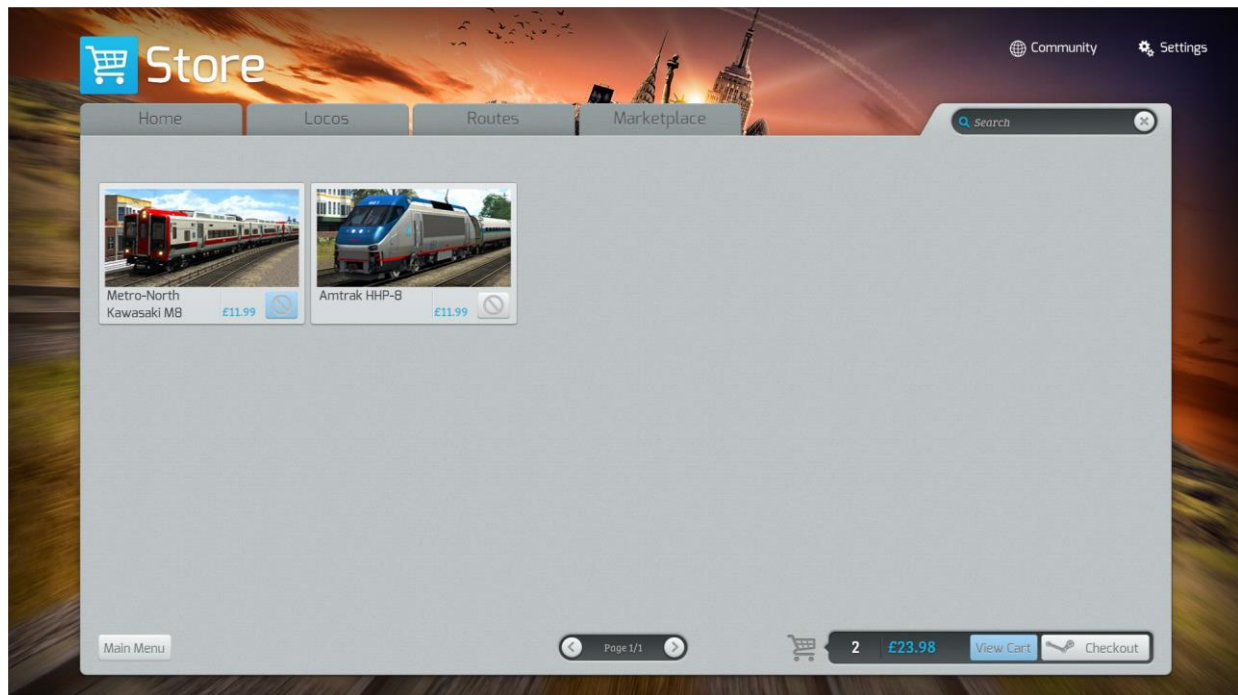 Store
Community
Settings
Home
Locos
Routes
Marketplace
Search
Metro-North
Kawasaki M8
£11.99
Amtrak HHP-8
£11.99
Main Menu
Page 1/1
2
£23.98
View Cart
Checkout